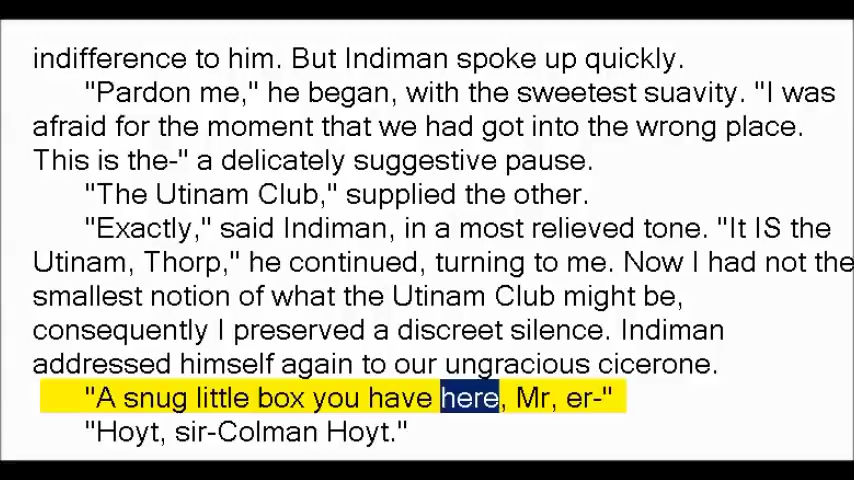 indifference to him. But Indiman spoke up quickly.
"Pardon me," he began, with the sweetest suavity. "I was
afraid for the moment that we had got into the wrong place.
This is the-" a delicately suggestive pause.
"The Utinam Club," supplied the other.
"Exactly," said Indiman, in a most relieved tone. "It IS the
Utinam, Thorp," he continued, turning to me. Now I had not the
smallest notion of what the Utinam Club might be,
consequently I preserved a discreet silence. Indiman
addressed himself again to our ungracious cicerone.
"A snug little box you have here, Mr, er-"
"Hoyt, sir-Colman Hoyt."